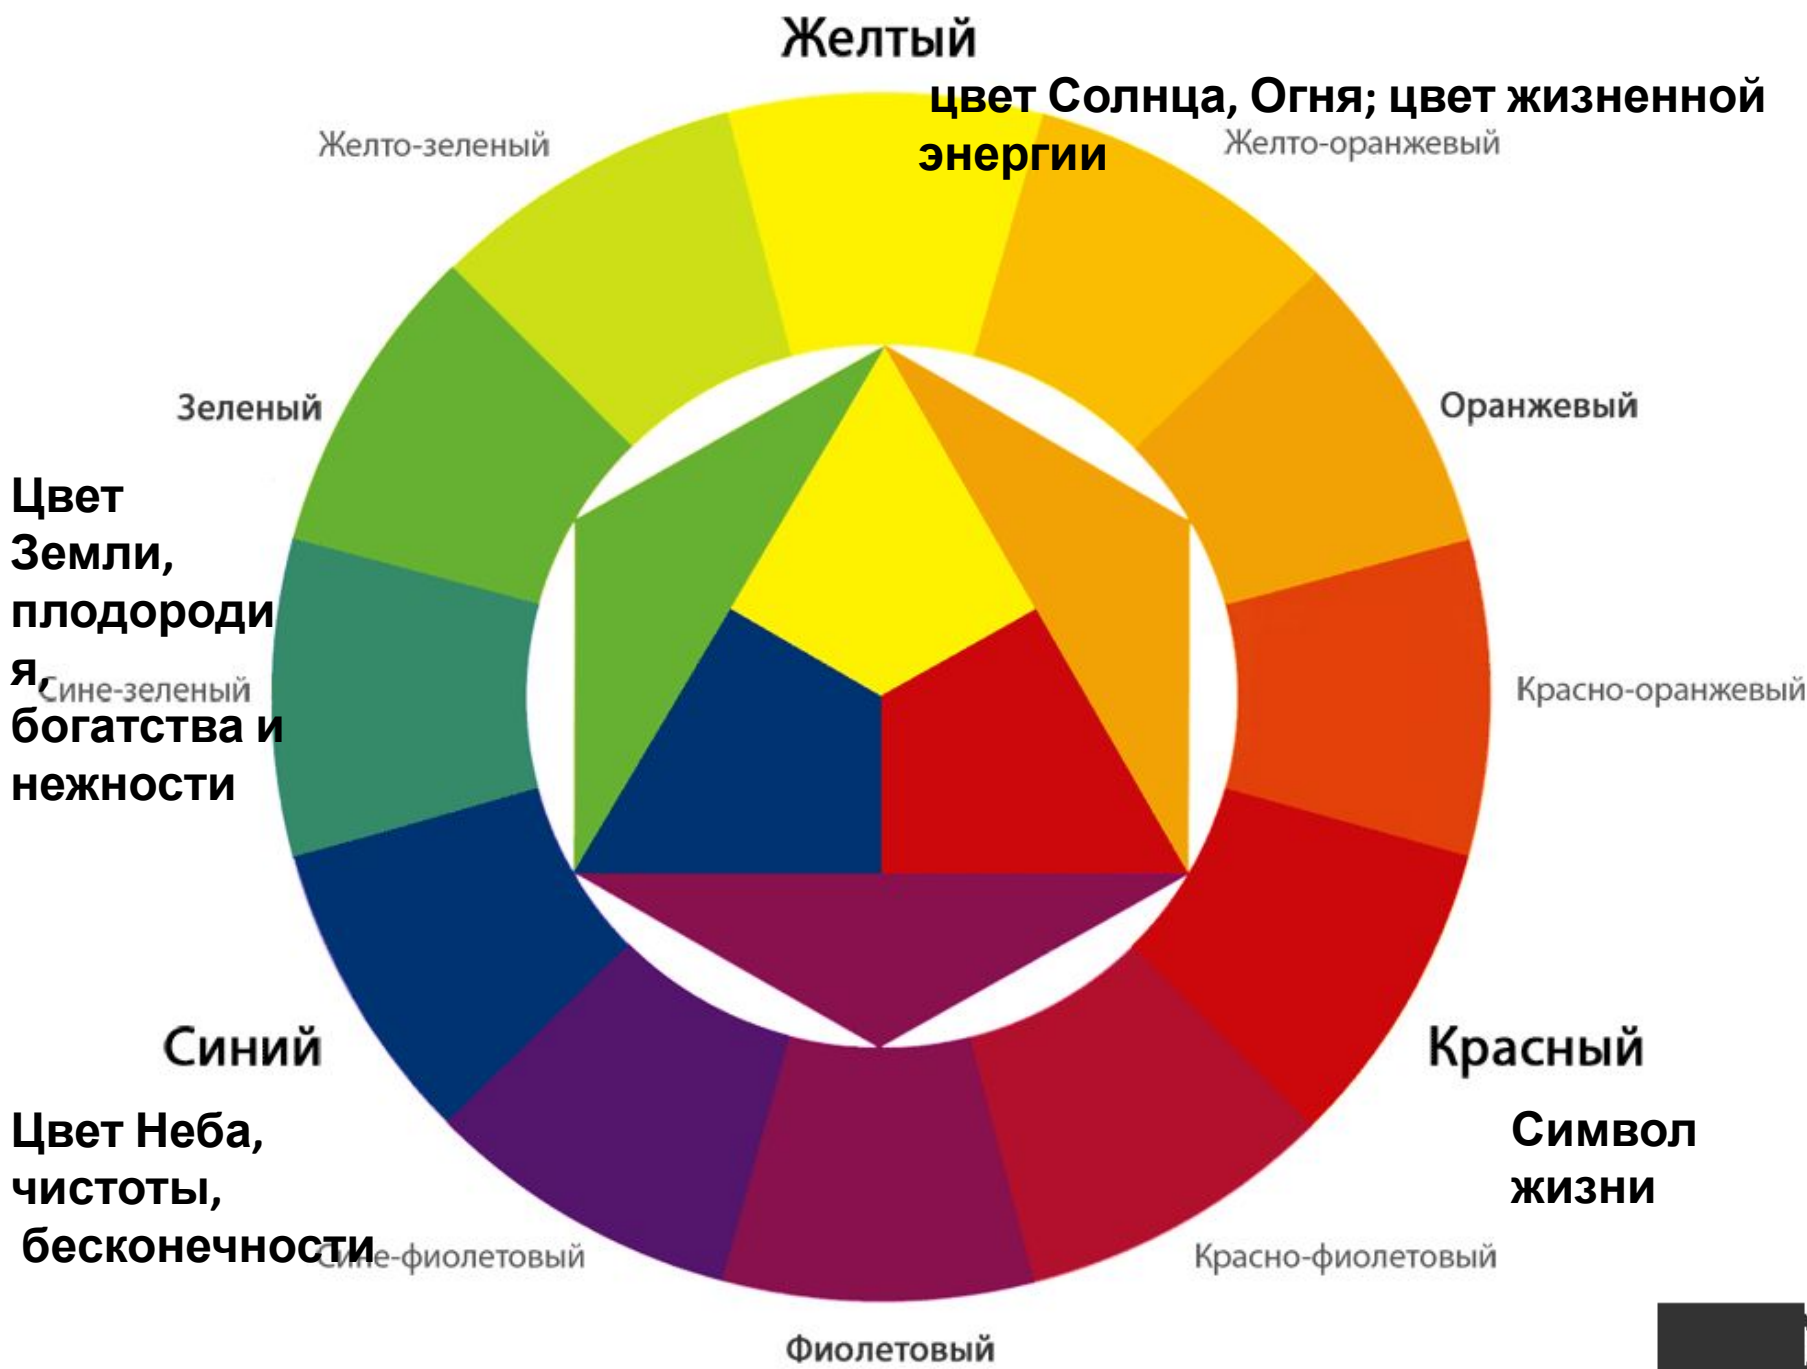 Желтый
цвет Солнца, Огня; цвет жизненной
энергии
Желто-зеленый
Желто-оранжевый
Зеленый
Оранжевый
Цвет
Земли,
плодороди
я,
богатства и
нежности
Сине-зеленый
Красно-оранжевый
Синий
Красный
Цвет Неба,
чистоты,
бесконечности
Символ
жизни
Сине-фиолетовый
Красно-фиолетовый
Фиолетовый